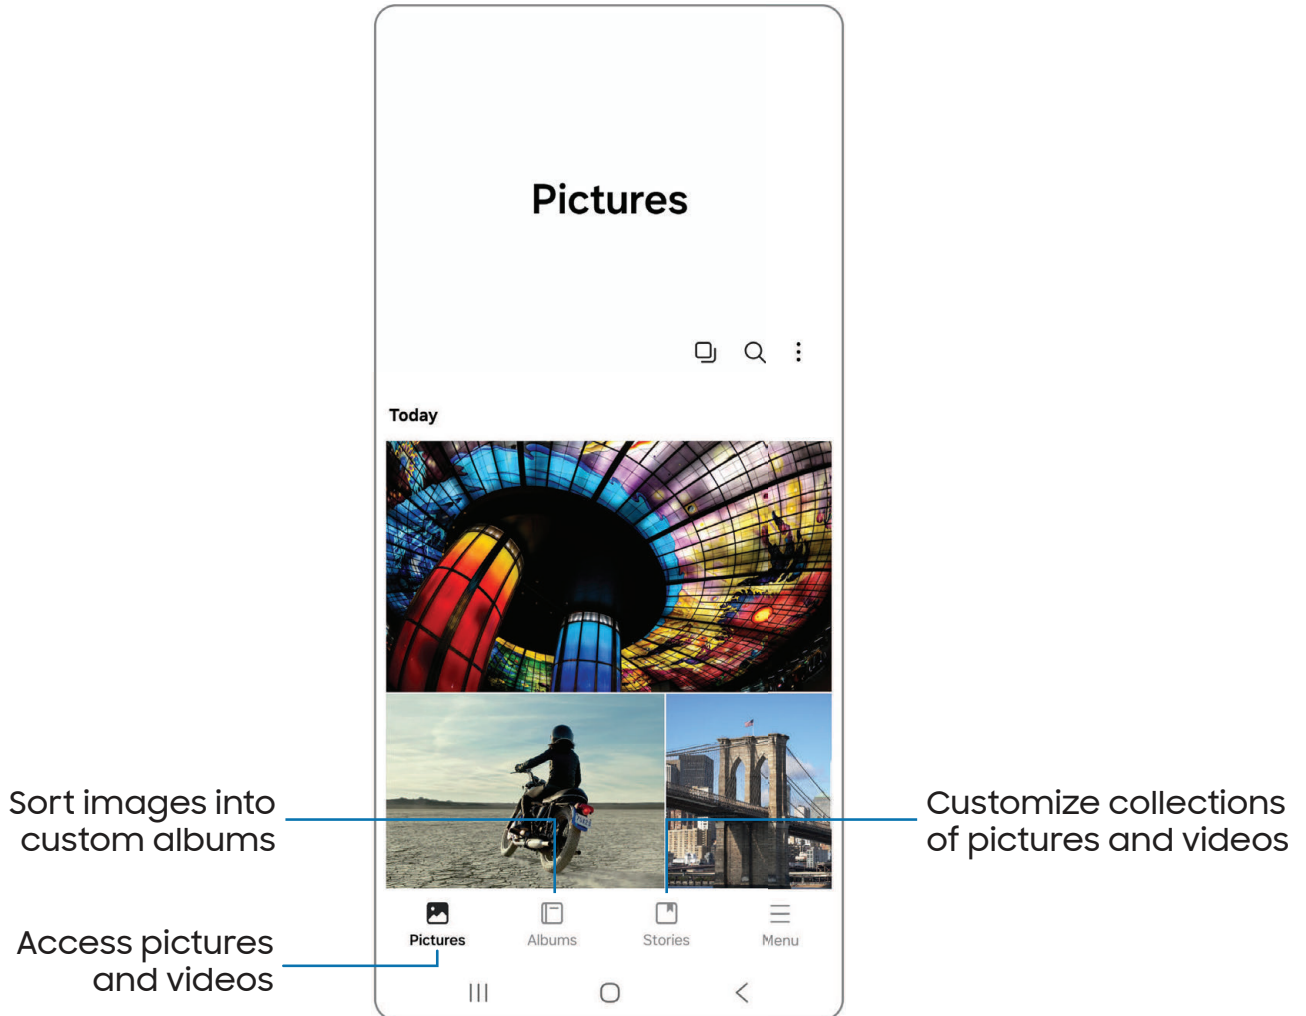 Pictures
Today
Sort images into
custom albums
Customize collections
of pictures and videos
Pictures
Albums
Stories
Menu
Access pictures
and videos